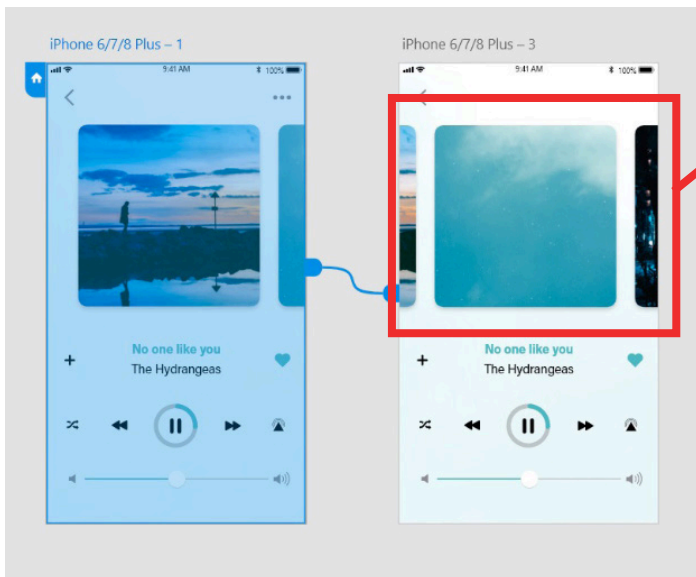 iPhone 6/7/8 Plus – 1
iPhone 6/7/8 Plus – 3
9:41 AM
100%
9:41 AM
100%
No one like you
The Hydrangeas
No one like you
The Hydrangeas